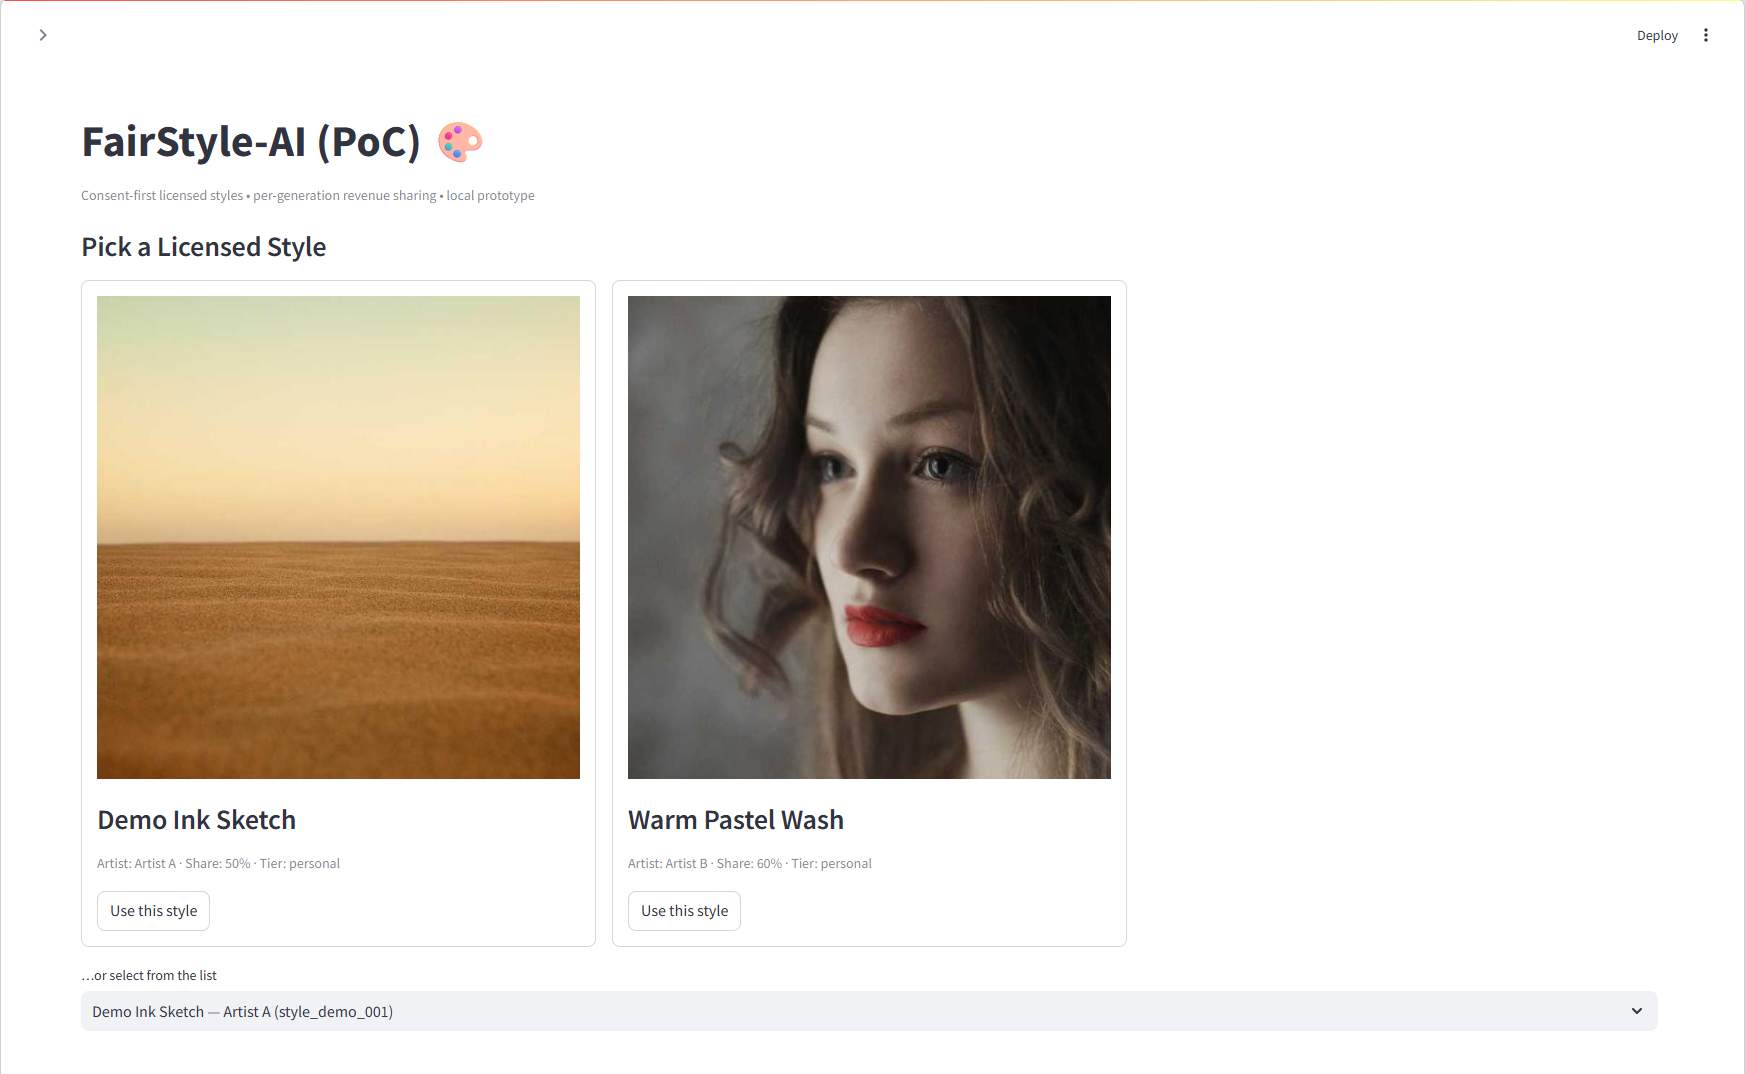 Deploy
FairStyle-AI (PoC) 🎨
Consent-first licensed styles • per-generation revenue sharing • local prototype
Pick a Licensed Style
Demo Ink Sketch
Artist: Artist A · Share: 50% · Tier: personal
Use this style
Warm Pastel Wash
Artist: Artist B · Share: 60% · Tier: personal
Use this style
…or select from the list
Demo Ink Sketch — Artist A (style_demo_001)